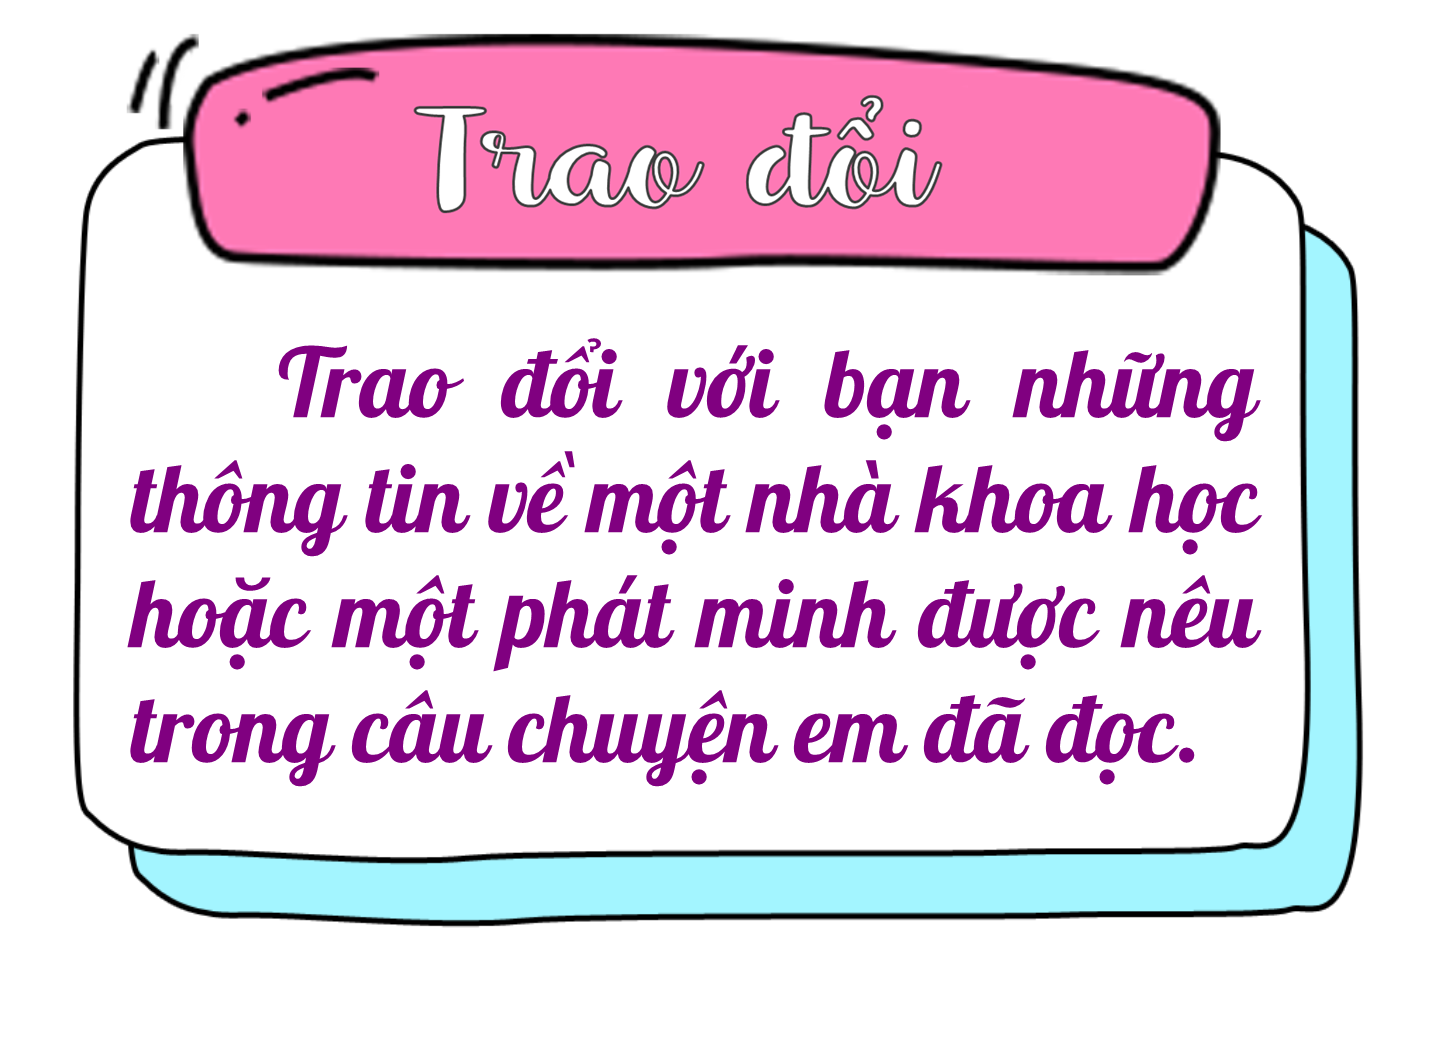 Trao đổi
Trao đổi với bạn những
thông tin về một nhà khoa học
hoặc một phát minh được nêu
trong câu chuyện em đã đọc.